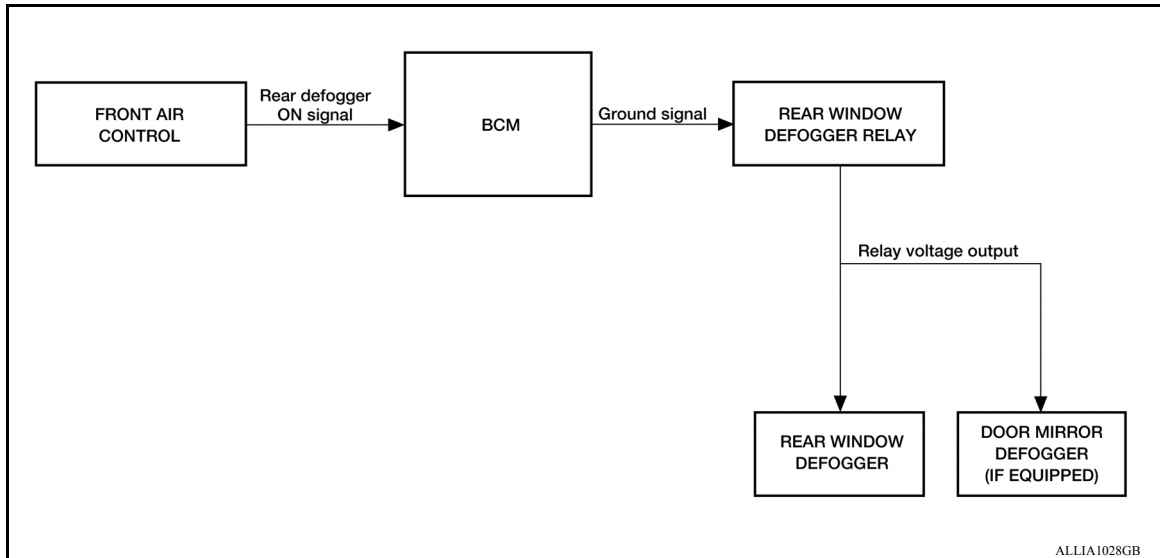 FRONT AIR
CONTROL
Rear defogger
ON signal
BCM
Ground signal
REAR WINDOW
DEFOGGER RELAY
Relay voltage output
REAR WINDOW
DEFOGGER
DOOR MIRROR
DEFOGGER
(IF EQUIPPED)
ALLIA1028GB